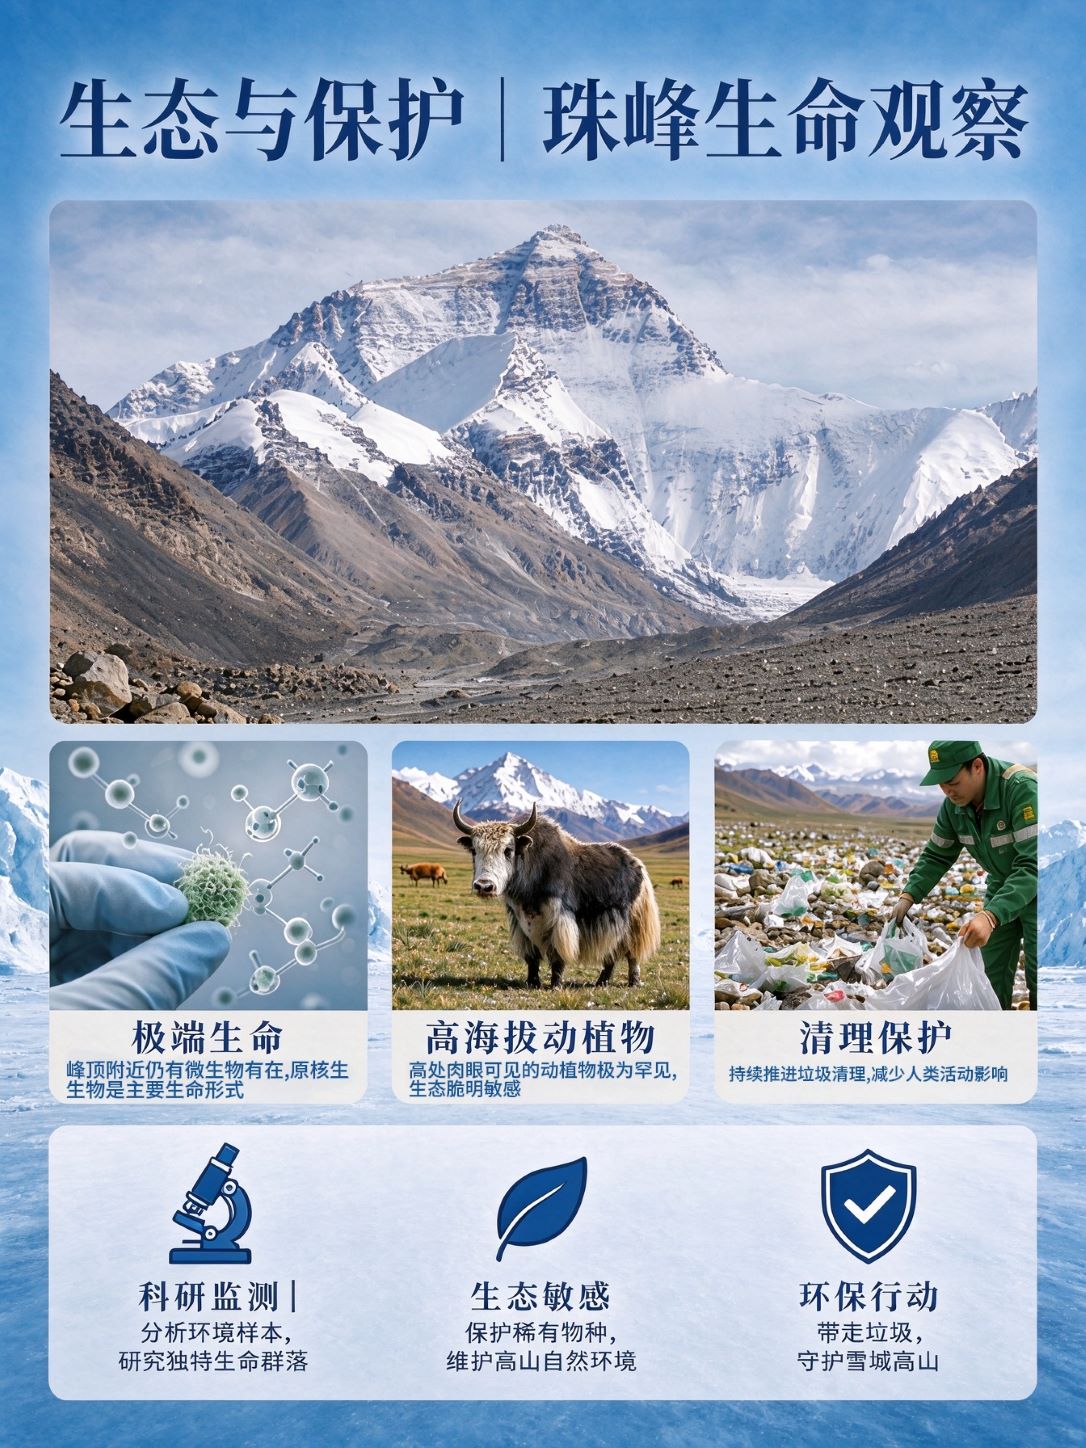 生态与保护｜珠峰生命观察
极端生命
峰顶附近仍有微生物有在,原核生
生物是主要生命形式
高海拔动植物
高处肉眼可见的动植物极为罕见,
生态脆明敏感
清理保护
持续推进垃圾清理,减少人类活动影响
科研监测|
分析环境样本,
研究独特生命群落
生态敏感
保护稀有物种,
维护高山自然环境
环保行动
带走垃圾,
守护雪城高山